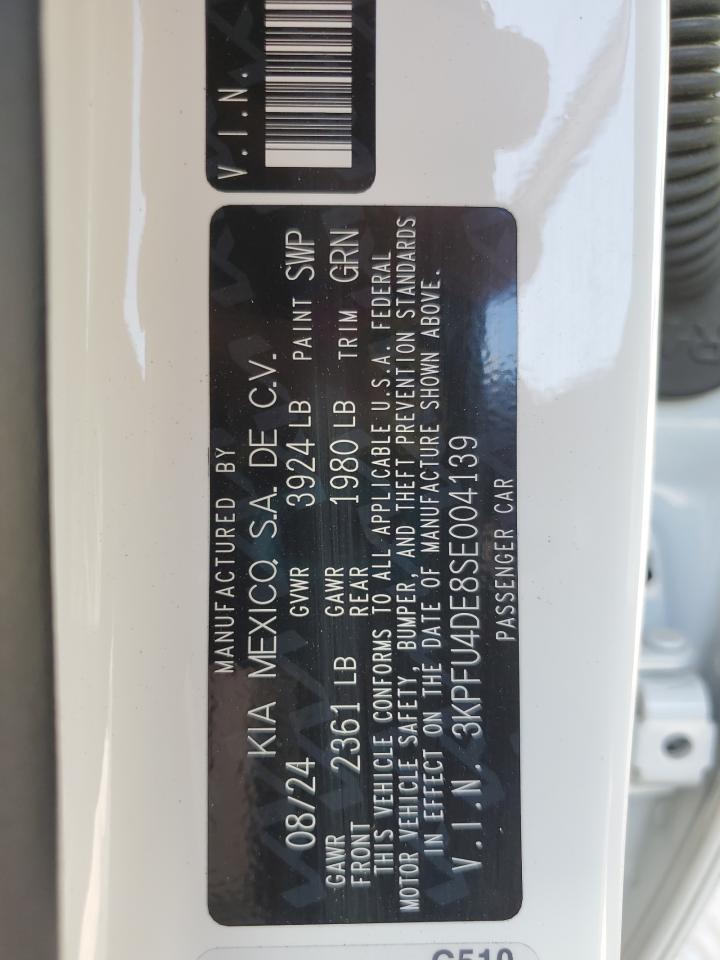 V.I.N.
MANUFACTURED BY
KIA MEXICO, S.A. DE C.V.
08/24 GVWR 3924 LB PAINT SWP
GAWR FRONT 2361 LB GAWR REAR 1980 LB TRIM GRN
THIS VEHICLE CONFORMS TO ALL APPLICABLE U.S.A. FEDERAL
MOTOR VEHICLE SAFETY, BUMPER, AND THEFT PREVENTION STANDARDS
IN EFFECT ON THE DATE OF MANUFACTURE SHOWN ABOVE.
V.I.N. 3KPFU4DE8SE004139
PASSENGER CAR